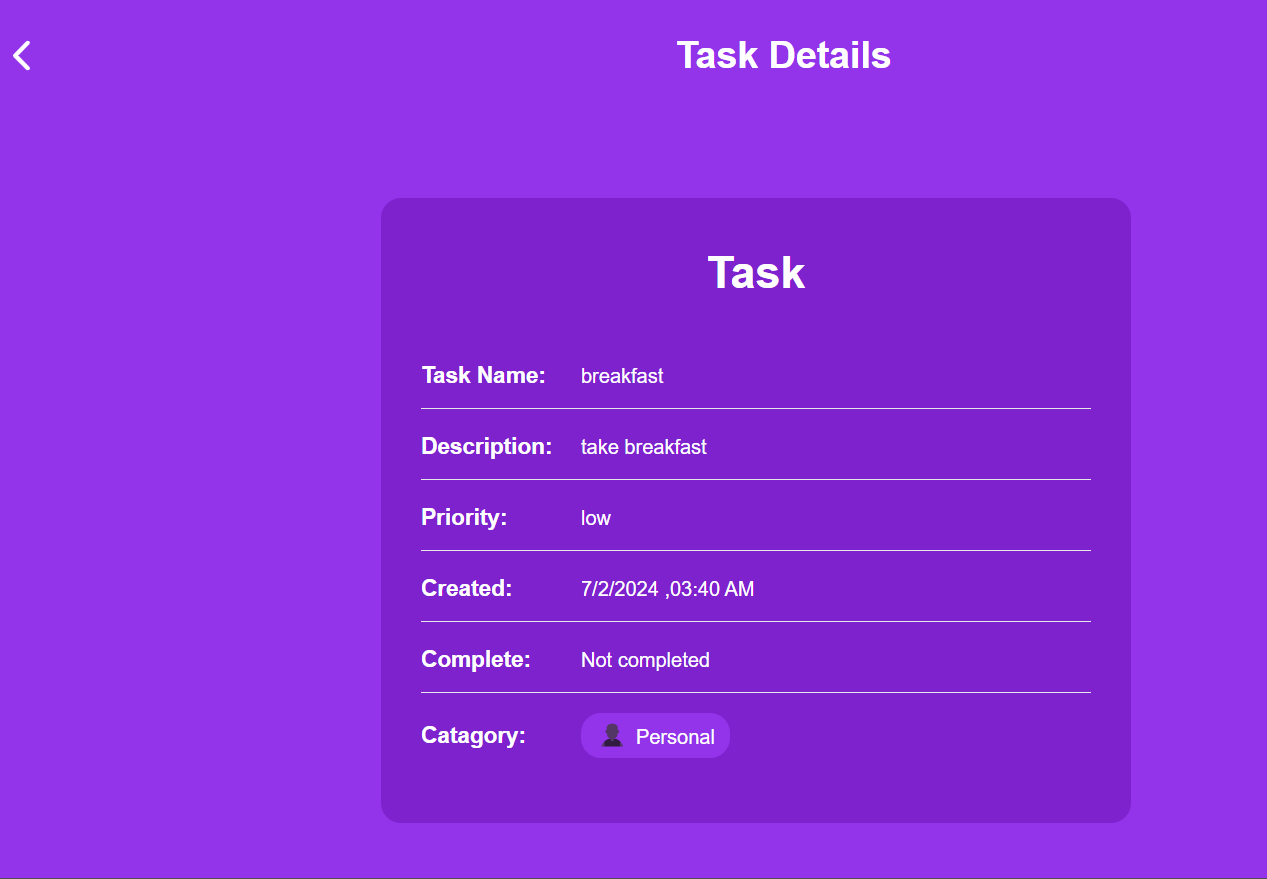 Task Details
Task
Task Name: breakfast
Description: take breakfast
Priority: low
Created: 7/2/2024 ,03:40 AM
Complete: Not completed
Catagory: Personal